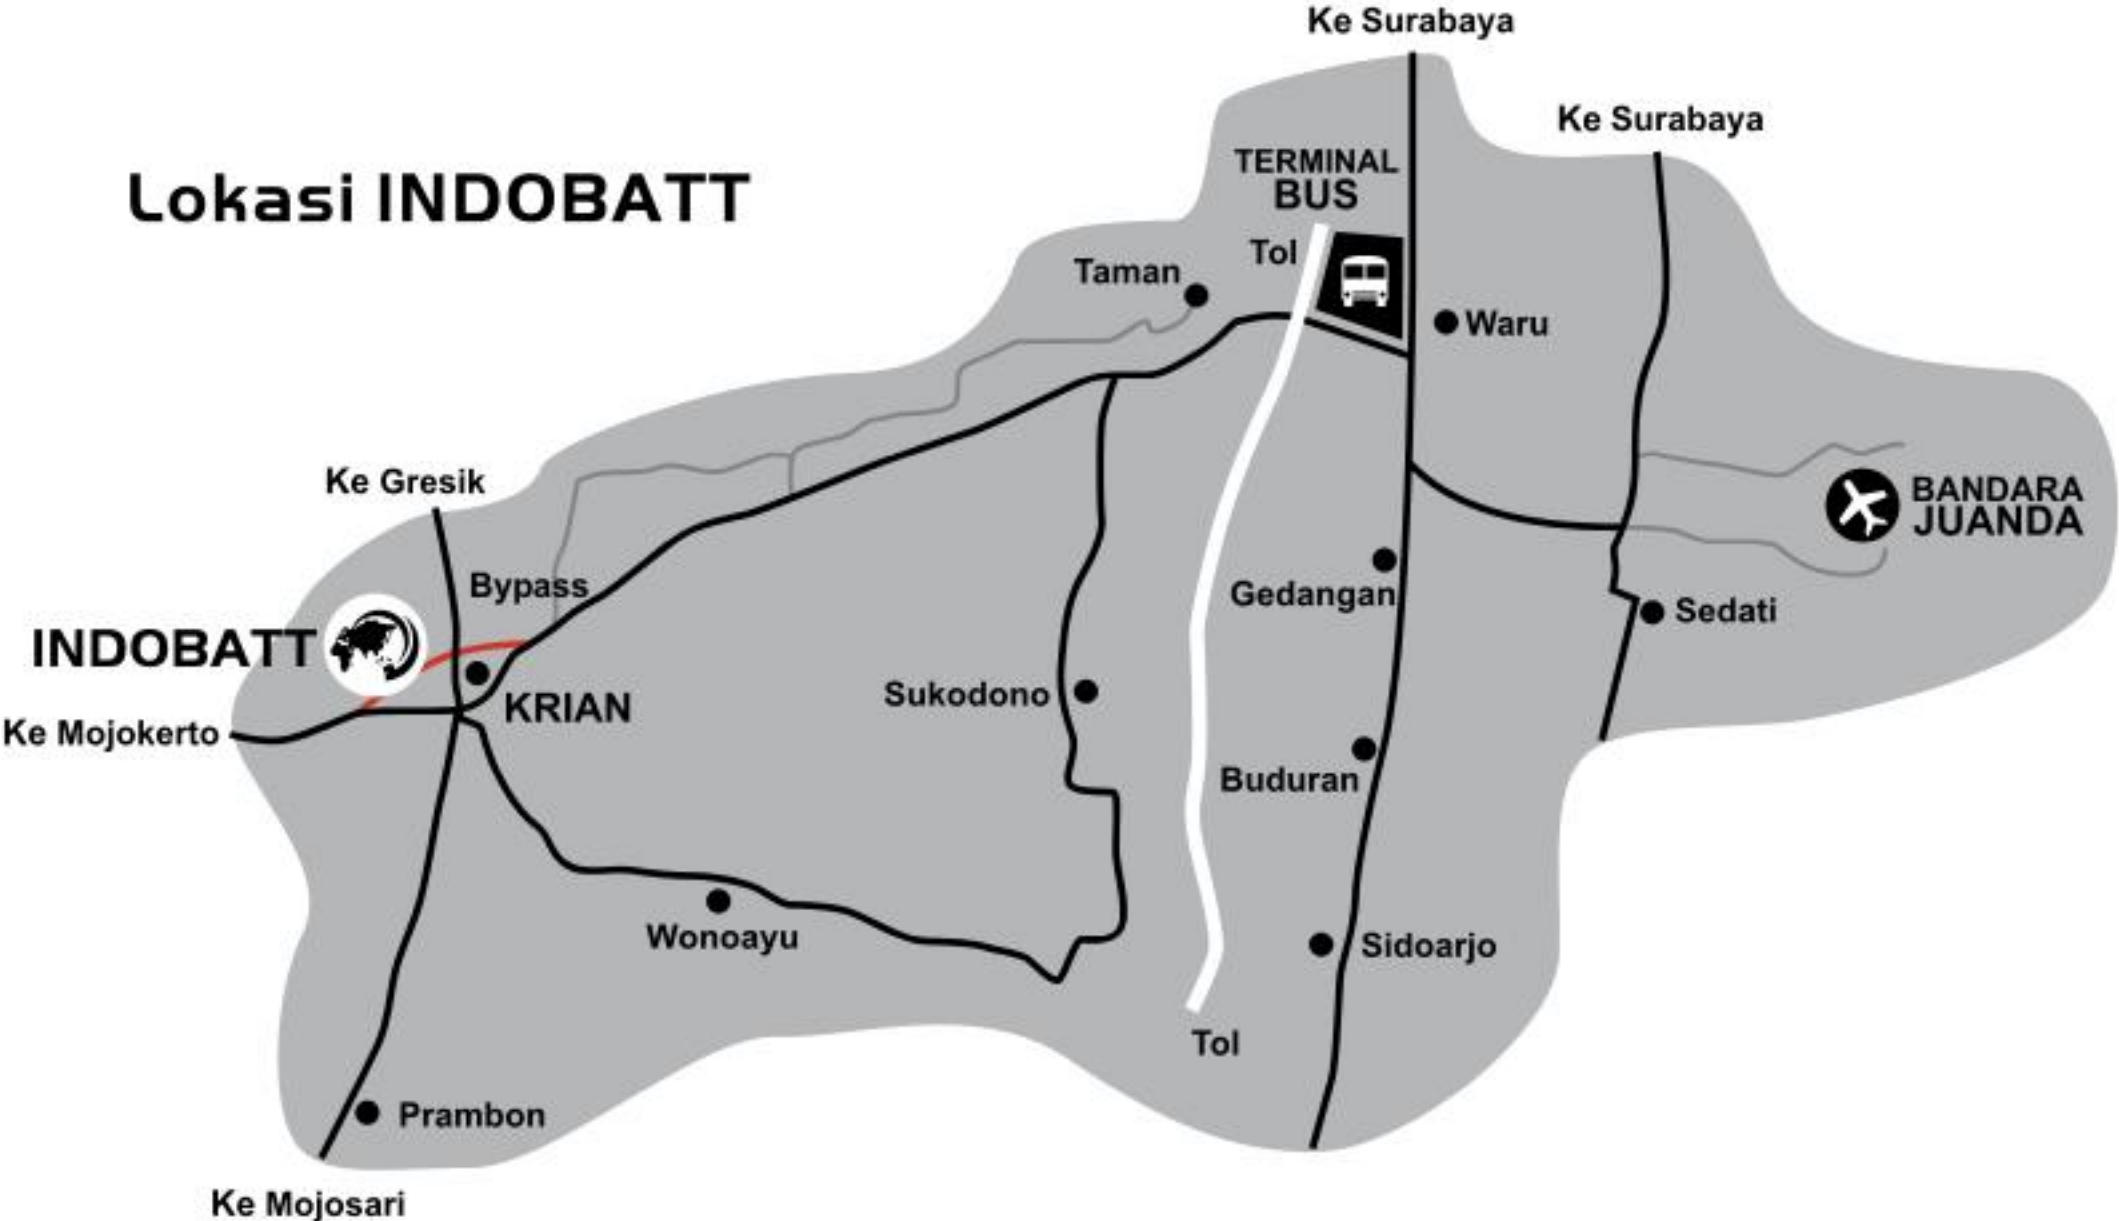 Ke Surabaya
Ke Surabaya
TERMINAL
BUS
Lokasi INDOBATT
Tol
Taman
Waru
Ke Gresik
BANDARA
JUANDA
Bypass
Gedangan
Sedati
INDOBATT
Sukodono
KRIAN
Ke Mojokerto
Buduran
Wonoayu
Sidoarjo
Tol
Prambon
Ke Mojosari